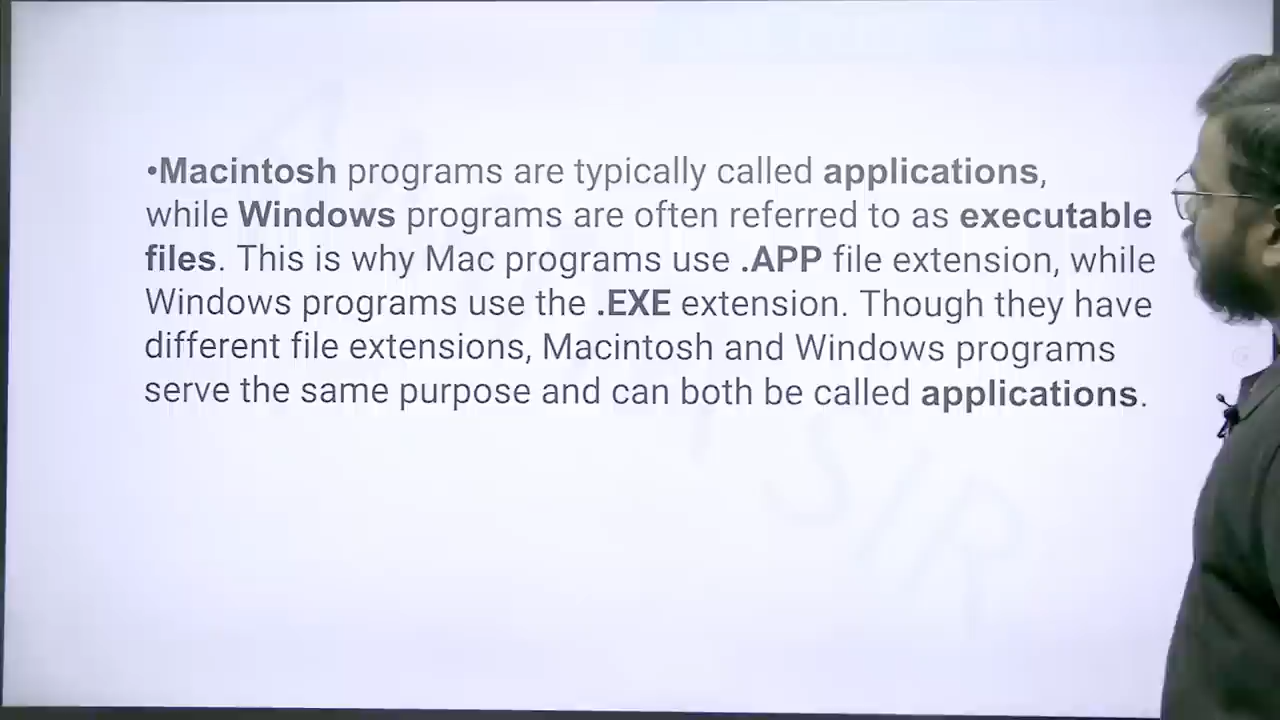 •Macintosh programs are typically called applications,
while Windows programs are often referred to as executable
files. This is why Mac programs use .APP file extension, while
Windows programs use the .EXE extension. Though they have
different file extensions, Macintosh and Windows programs
serve the same purpose and can both be called applications.
SIR